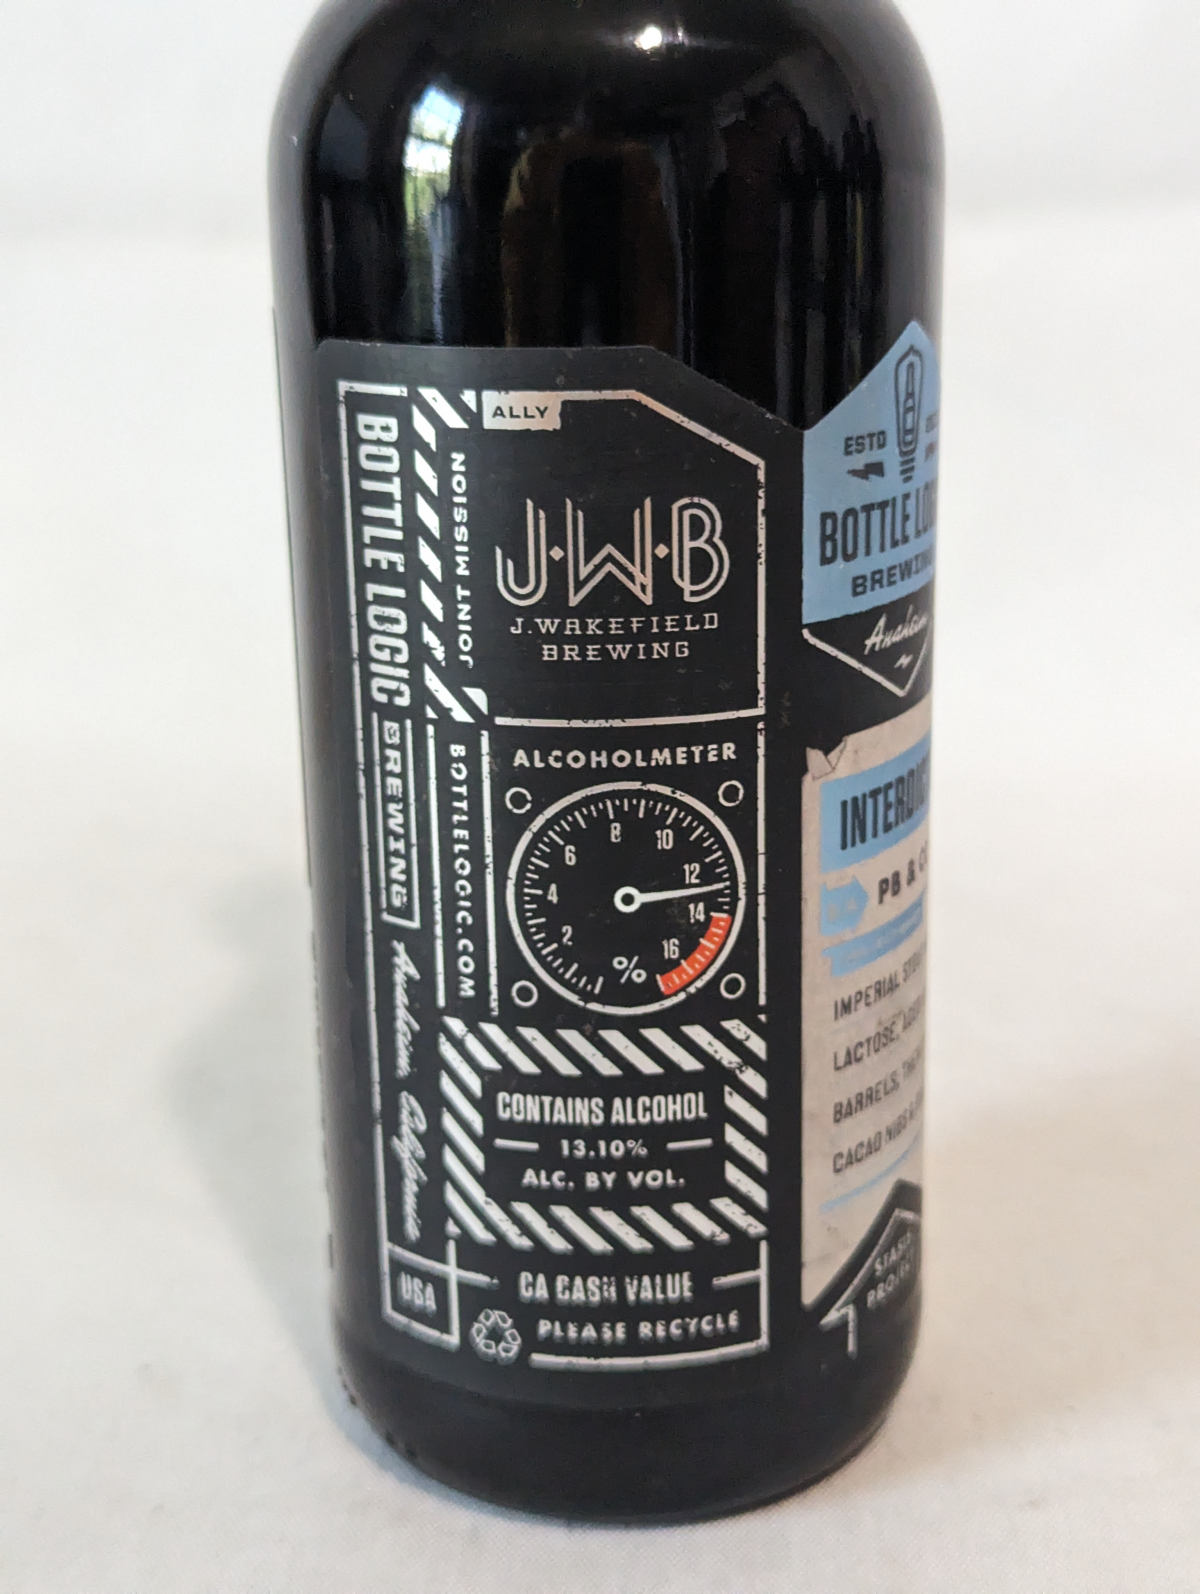 BOTTLE LOGIC
BREWING
Anaheim California
USA
JOINT MISSION
BOTTLELOGIC.COM
ALLY
J·W·B
J. WAKEFIELD
BREWING
ALCOHOLMETER
2
4
6
8
10
12
14
16
%
CONTAINS ALCOHOL
13.10%
ALC. BY VOL.
CA CASH VALUE
PLEASE RECYCLE
ESTD
BOTTLE
BREWING
Anaheim
PB &
IMPERIAL
LACTOSE,
BARRELS,
CACAO NIBS &